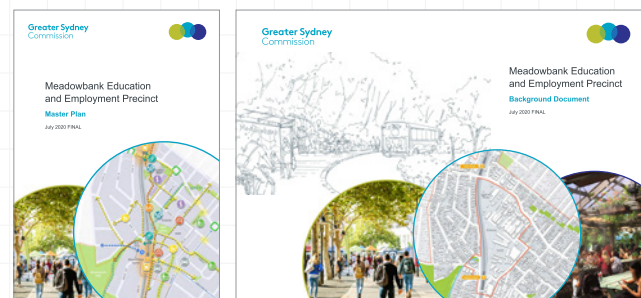 Greater Sydney
Commission
Meadowbank Education
and Employment Precinct
Master Plan
July 2020 FINAL
Greater Sydney
Commission
Meadowbank Education
and Employment Precinct
Background Document
July 2020 FINAL